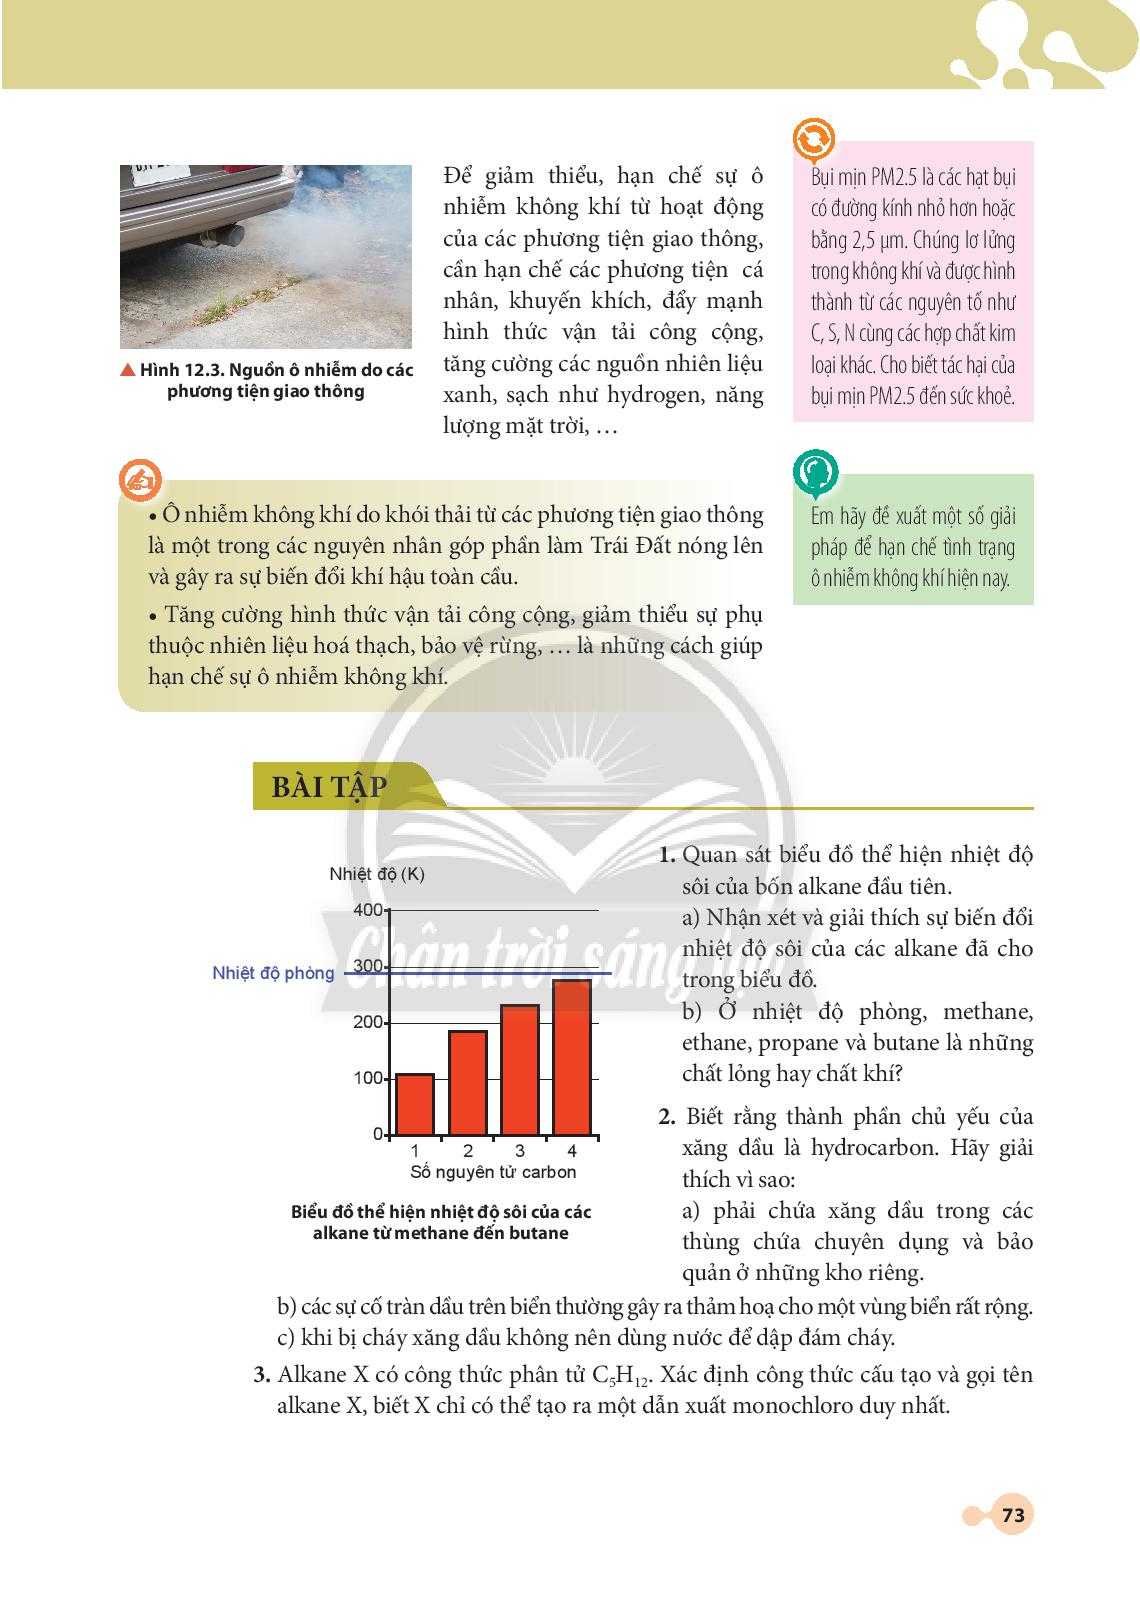 Để giảm thiểu, hạn chế sự ô
nhiễm không khí từ hoạt động
của các phương tiện giao thông,
cần hạn chế các phương tiện cá
nhân, khuyến khích, đẩy mạnh
hình thức vận tải công cộng,
tăng cường các nguồn nhiên liệu
xanh, sạch như hydrogen, năng
lượng mặt trời, …
▲ Hình 12.3. Nguồn ô nhiễm do các
phương tiện giao thông
Bụi mịn PM2.5 là các hạt bụi
có đường kính nhỏ hơn hoặc
bằng 2,5 µm. Chúng lơ lửng
trong không khí và được hình
thành từ các nguyên tố như
C, S, N cùng các hợp chất kim
loại khác. Cho biết tác hại của
bụi mịn PM2.5 đến sức khoẻ.
• Ô nhiễm không khí do khói thải từ các phương tiện giao thông
là một trong các nguyên nhân góp phần làm Trái Đất nóng lên
và gây ra sự biến đổi khí hậu toàn cầu.
• Tăng cường hình thức vận tải công cộng, giảm thiểu sự phụ
thuộc nhiên liệu hoá thạch, bảo vệ rừng, … là những cách giúp
hạn chế sự ô nhiễm không khí.
Em hãy đề xuất một số giải
pháp để hạn chế tình trạng
ô nhiễm không khí hiện nay.
BÀI TẬP
Nhiệt độ (K)
400
Nhiệt độ phòng
300
200
100
0
1 2 3 4
Số nguyên tử carbon
Biểu đồ thể hiện nhiệt độ sôi của các
alkane từ methane đến butane
Chân trời sáng tạo
1. Quan sát biểu đồ thể hiện nhiệt độ
sôi của bốn alkane đầu tiên.
a) Nhận xét và giải thích sự biến đổi
nhiệt độ sôi của các alkane đã cho
trong biểu đồ.
b) Ở nhiệt độ phòng, methane,
ethane, propane và butane là những
chất lỏng hay chất khí?
2. Biết rằng thành phần chủ yếu của
xăng dầu là hydrocarbon. Hãy giải
thích vì sao:
a) phải chứa xăng dầu trong các
thùng chứa chuyên dụng và bảo
quản ở những kho riêng.
b) các sự cố tràn dầu trên biển thường gây ra thảm hoạ cho một vùng biển rất rộng.
c) khi bị cháy xăng dầu không nên dùng nước để dập đám cháy.
3. Alkane X có công thức phân tử C₅H₁₂. Xác định công thức cấu tạo và gọi tên
alkane X, biết X chỉ có thể tạo ra một dẫn xuất monochloro duy nhất.
73